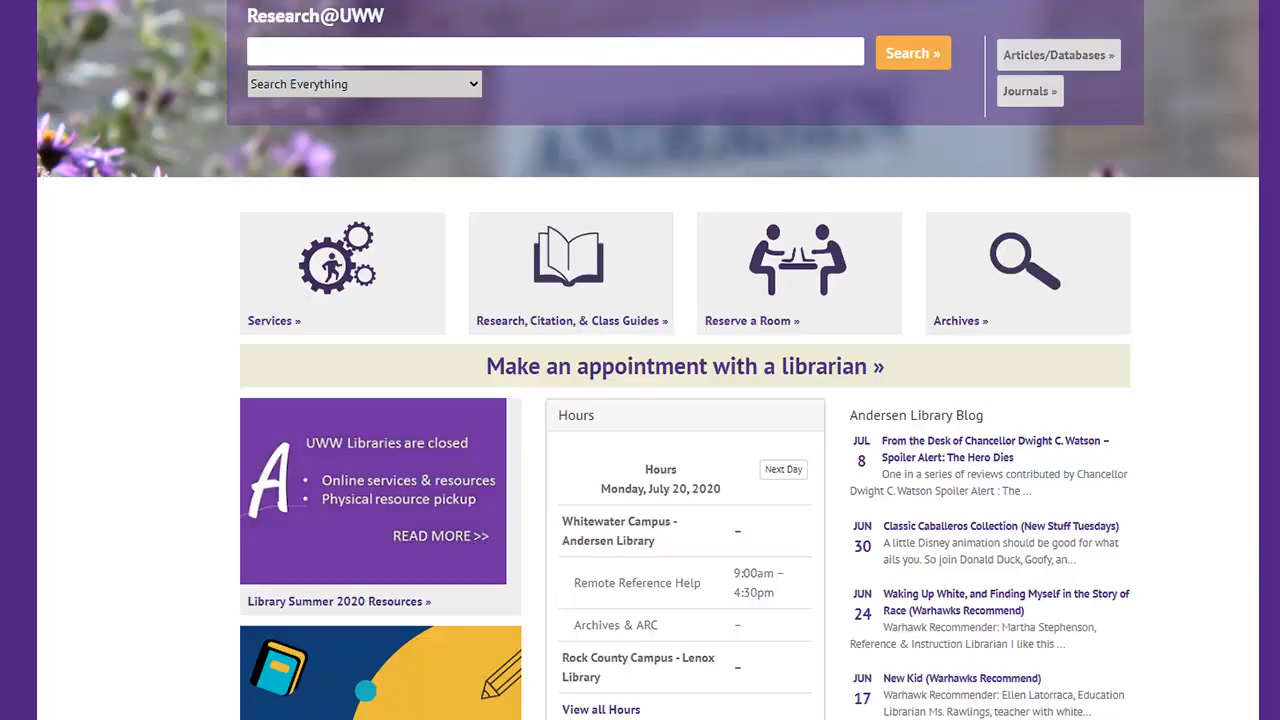 Research@UWW
Search »
Search Everything
Articles/Databases »
Journals »
ANDERSEN
Services »
Research, Citation, & Class Guides »
Reserve a Room »
Archives »
Make an appointment with a librarian »
A
UWW Libraries are closed
• Online services & resources
• Physical resource pickup
READ MORE >>
Library Summer 2020 Resources »
Hours
Hours
Next Day
Monday, July 20, 2020
Whitewater Campus -
Andersen Library
–
Remote Reference Help
9:00am –
4:30pm
Archives & ARC
–
Rock County Campus - Lenox
Library
–
View all Hours
Andersen Library Blog
JUL
8
From the Desk of Chancellor Dwight C. Watson –
Spoiler Alert: The Hero Dies
One in a series of reviews contributed by Chancellor
Dwight C. Watson Spoiler Alert : The ...
JUN
30
Classic Caballeros Collection (New Stuff Tuesdays)
A little Disney animation should be good for what
ails you. So join Donald Duck, Goofy, an...
JUN
24
Waking Up White, and Finding Myself in the Story of
Race (Warhawks Recommend)
Warhawk Recommender: Martha Stephenson,
Reference & Instruction Librarian I like this ...
JUN
17
New Kid (Warhawks Recommend)
Warhawk Recommender: Ellen Latorraca, Education
Librarian Ms. Rawlings, teacher with white...